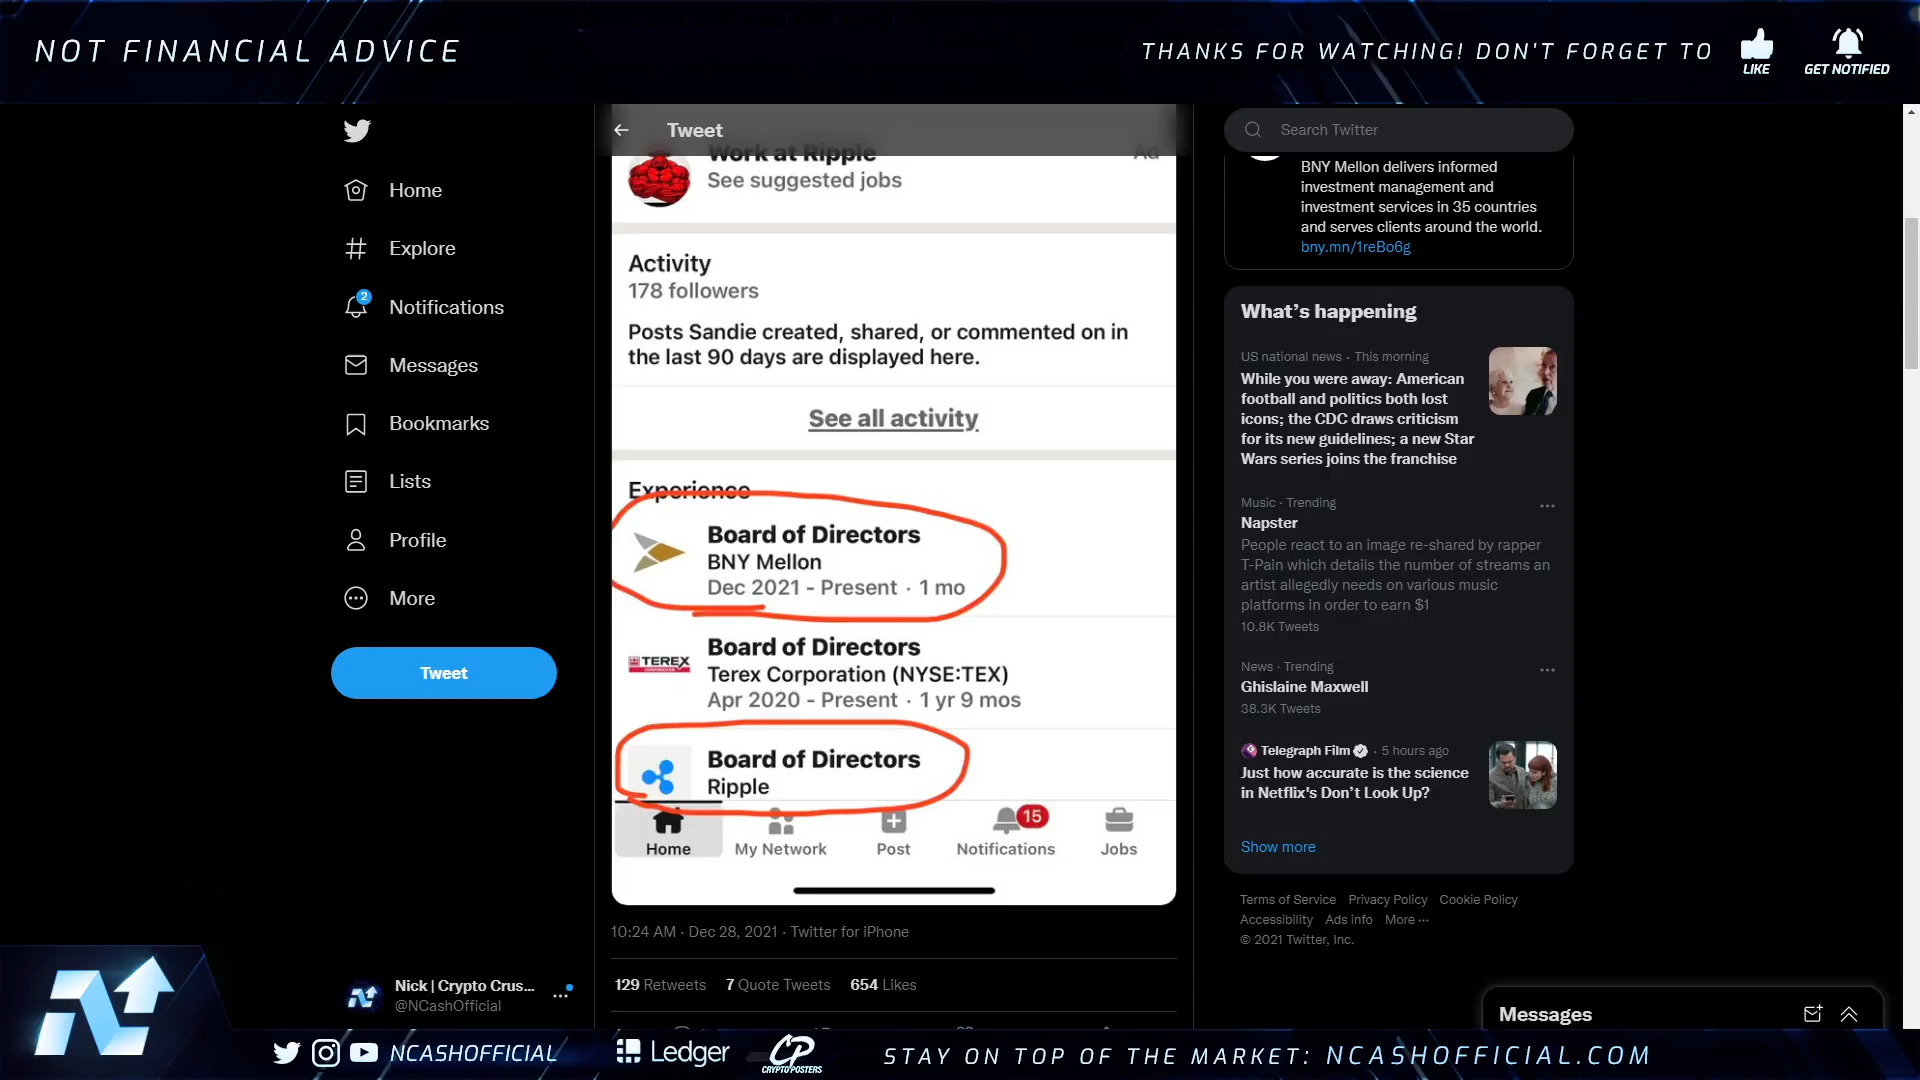 NOT FINANCIAL ADVICE
THANKS FOR WATCHING! DON'T FORGET TO
LIKE
GET NOTIFIED
Home
Explore
2
Notifications
Messages
Bookmarks
Lists
Profile
More
Tweet
Nick | Crypto Crus...
@NCashOfficial
Tweet
Work at Ripple
Ad
See suggested jobs
Activity
178 followers
Posts Sandie created, shared, or commented on in
the last 90 days are displayed here.
See all activity
Experience
Board of Directors
BNY Mellon
Dec 2021 - Present · 1 mo
TEREX
Board of Directors
Terex Corporation (NYSE:TEX)
Apr 2020 - Present · 1 yr 9 mos
Board of Directors
Ripple
Home
My Network
Post
15
Notifications
Jobs
10:24 AM · Dec 28, 2021 · Twitter for iPhone
129 Retweets 7 Quote Tweets 654 Likes
Search Twitter
BNY Mellon delivers informed
investment management and
investment services in 35 countries
and serves clients around the world.
bny.mn/1reBo6g
What's happening
US national news · This morning
While you were away: American
football and politics both lost
icons; the CDC draws criticism
for its new guidelines; a new Star
Wars series joins the franchise
Music · Trending
Napster
People react to an image re-shared by rapper
T-Pain which details the number of streams an
artist allegedly needs on various music
platforms in order to earn $1
10.8K Tweets
News · Trending
Ghislaine Maxwell
38.3K Tweets
Telegraph Film · 5 hours ago
Just how accurate is the science
in Netflix's Don't Look Up?
Show more
Terms of Service Privacy Policy Cookie Policy
Accessibility Ads info More ···
© 2021 Twitter, Inc.
Messages
NCASHOFFICIAL
Ledger
CP
CRYPTOPOSTERS
STAY ON TOP OF THE MARKET: NCASHOFFICIAL.COM